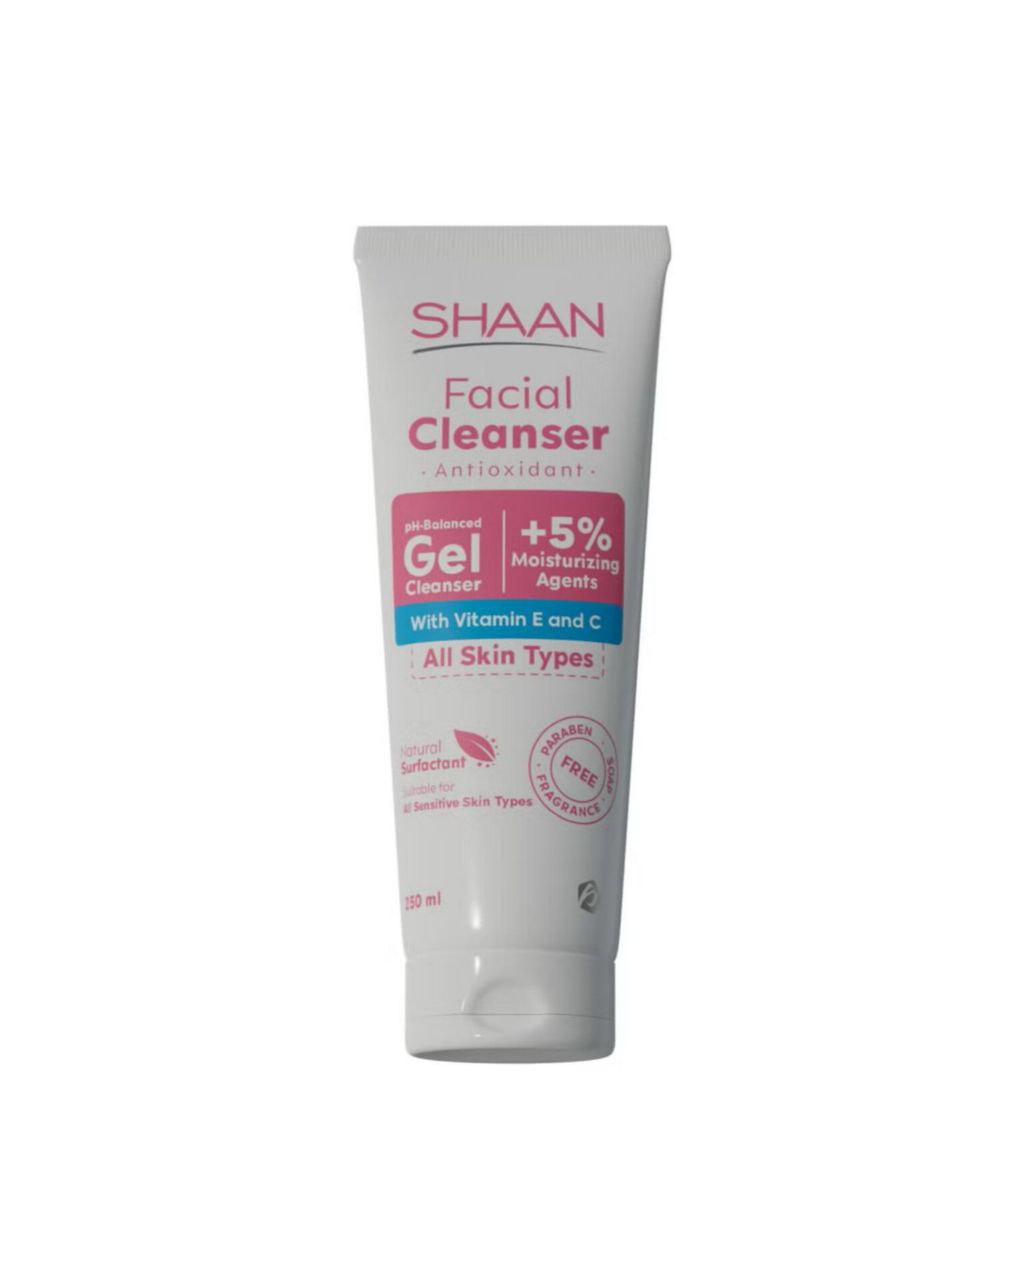 SHAAN
Facial
Cleanser
· Antioxidant ·
pH-Balanced
Gel
Cleanser
+5%
Moisturizing
Agents
With Vitamin E and C
All Skin Types
Natural
Surfactant
Suitable for
All Sensitive Skin Types
PARABEN · SOAP · FRAGRANCE ·
FREE
250 ml